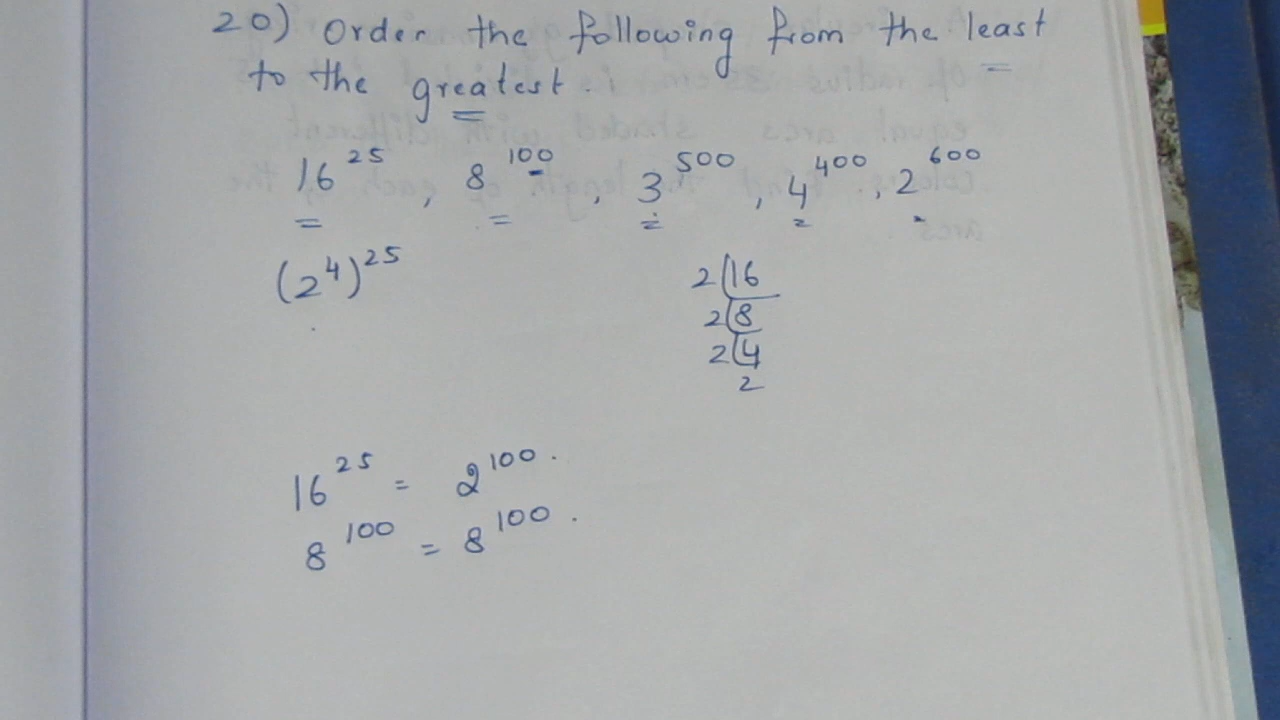 20) Order the following from the least
to the greatest.
16^25, 8^100, 3^500, 4^400, 2^600
(2^4)^25
2 | 16
2 | 8
2 | 4
2
16^25 = 2^100.
8^100 = 8^100.